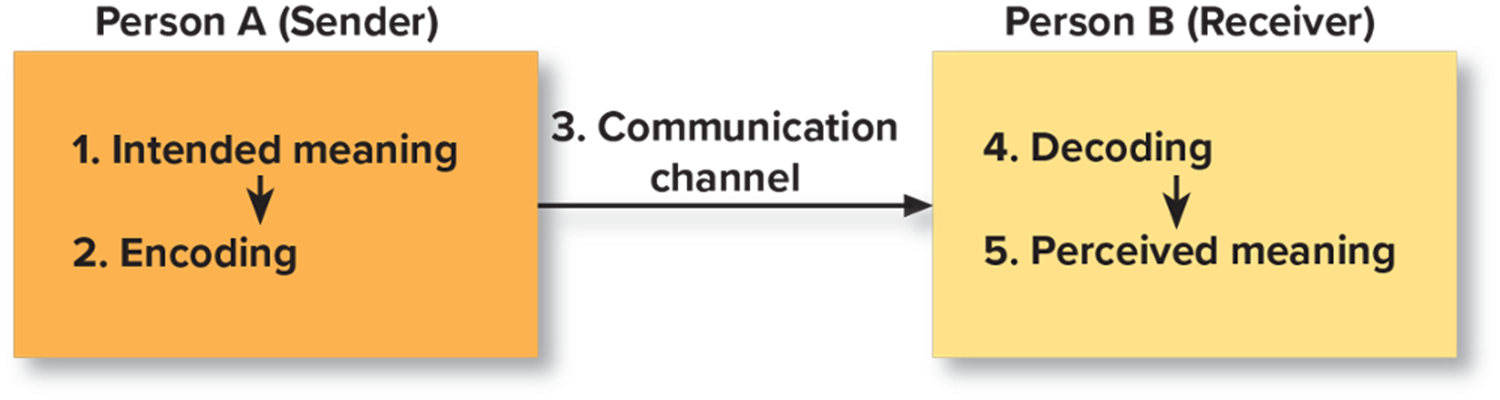 Person A (Sender)
1. Intended meaning
2. Encoding
3. Communication
channel
Person B (Receiver)
4. Decoding
5. Perceived meaning